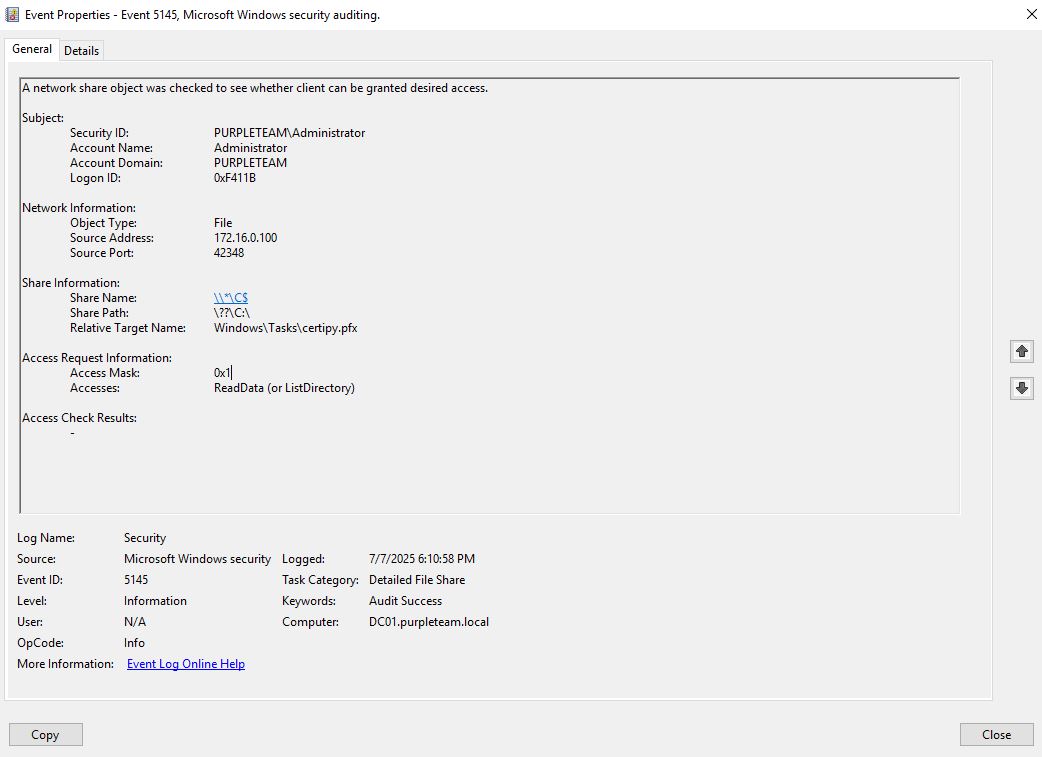 Event Properties - Event 5145, Microsoft Windows security auditing.
General Details
A network share object was checked to see whether client can be granted desired access.
Subject:
Security ID: PURPLETEAM\Administrator
Account Name: Administrator
Account Domain: PURPLETEAM
Logon ID: 0xF411B
Network Information:
Object Type: File
Source Address: 172.16.0.100
Source Port: 42348
Share Information:
Share Name: \\*\C$
Share Path: \??\C:\
Relative Target Name: Windows\Tasks\certipy.pfx
Access Request Information:
Access Mask: 0x1
Accesses: ReadData (or ListDirectory)
Access Check Results:
-
Log Name: Security
Source: Microsoft Windows security Logged: 7/7/2025 6:10:58 PM
Event ID: 5145 Task Category: Detailed File Share
Level: Information Keywords: Audit Success
User: N/A Computer: DC01.purpleteam.local
OpCode: Info
More Information: Event Log Online Help
Copy Close